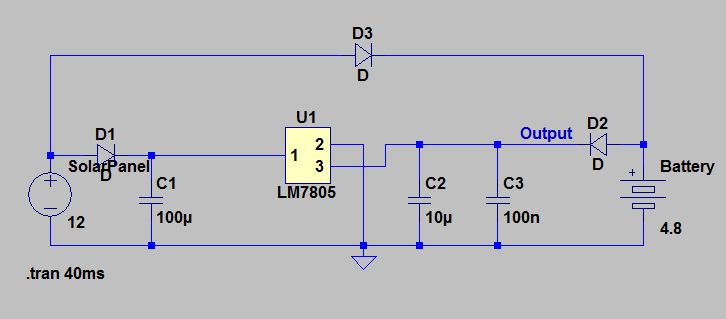 D3
D
U1
D1
D
SolarPanel
1
2
3
LM7805
Output
D2
D
Battery
+
4.8
12
C1
100µ
C2
10µ
C3
100n
.tran 40ms